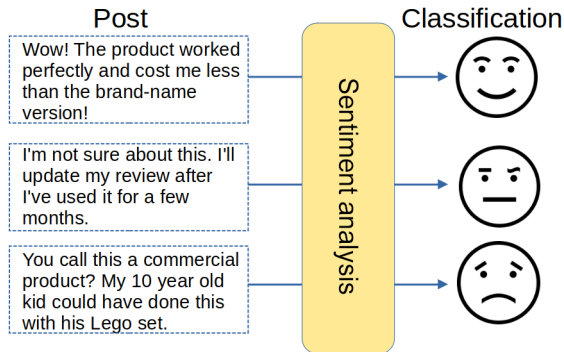 Post
Classification
Wow! The product worked
perfectly and cost me less
than the brand-name
version!
I'm not sure about this. I'll
update my review after
I've used it for a few
months.
You call this a commercial
product? My 10 year old
kid could have done this
with his Lego set.
Sentiment analysis